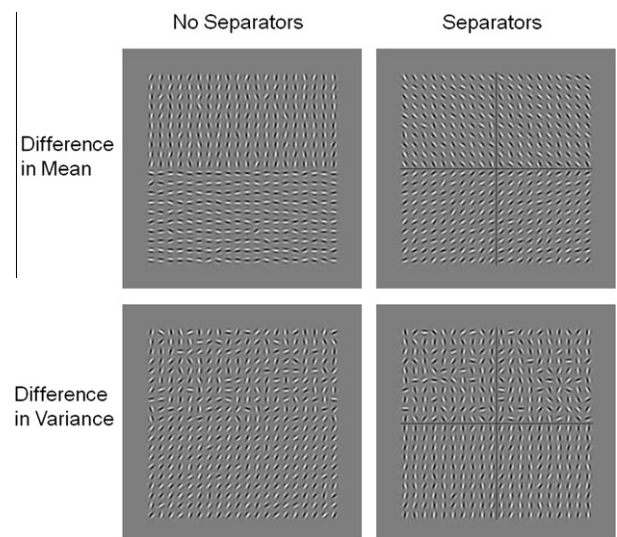 No Separators
Separators
Difference
in Mean
Difference
in Variance